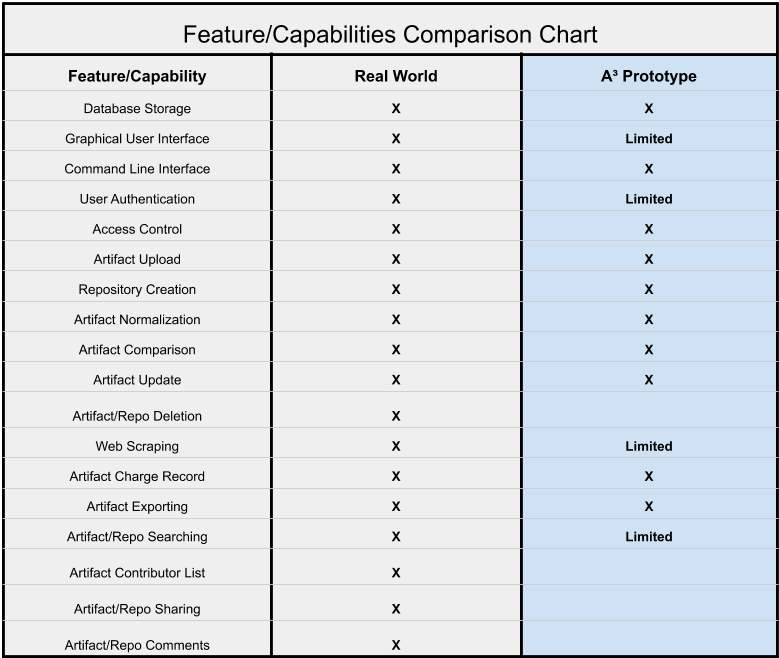 Feature/Capabilities Comparison Chart
Feature/Capability Real World A³ Prototype
Database Storage X X
Graphical User Interface X Limited
Command Line Interface X X
User Authentication X Limited
Access Control X X
Artifact Upload X X
Repository Creation X X
Artifact Normalization X X
Artifact Comparison X X
Artifact Update X X
Artifact/Repo Deletion X
Web Scraping X Limited
Artifact Charge Record X X
Artifact Exporting X X
Artifact/Repo Searching X Limited
Artifact Contributor List X
Artifact/Repo Sharing X
Artifact/Repo Comments X